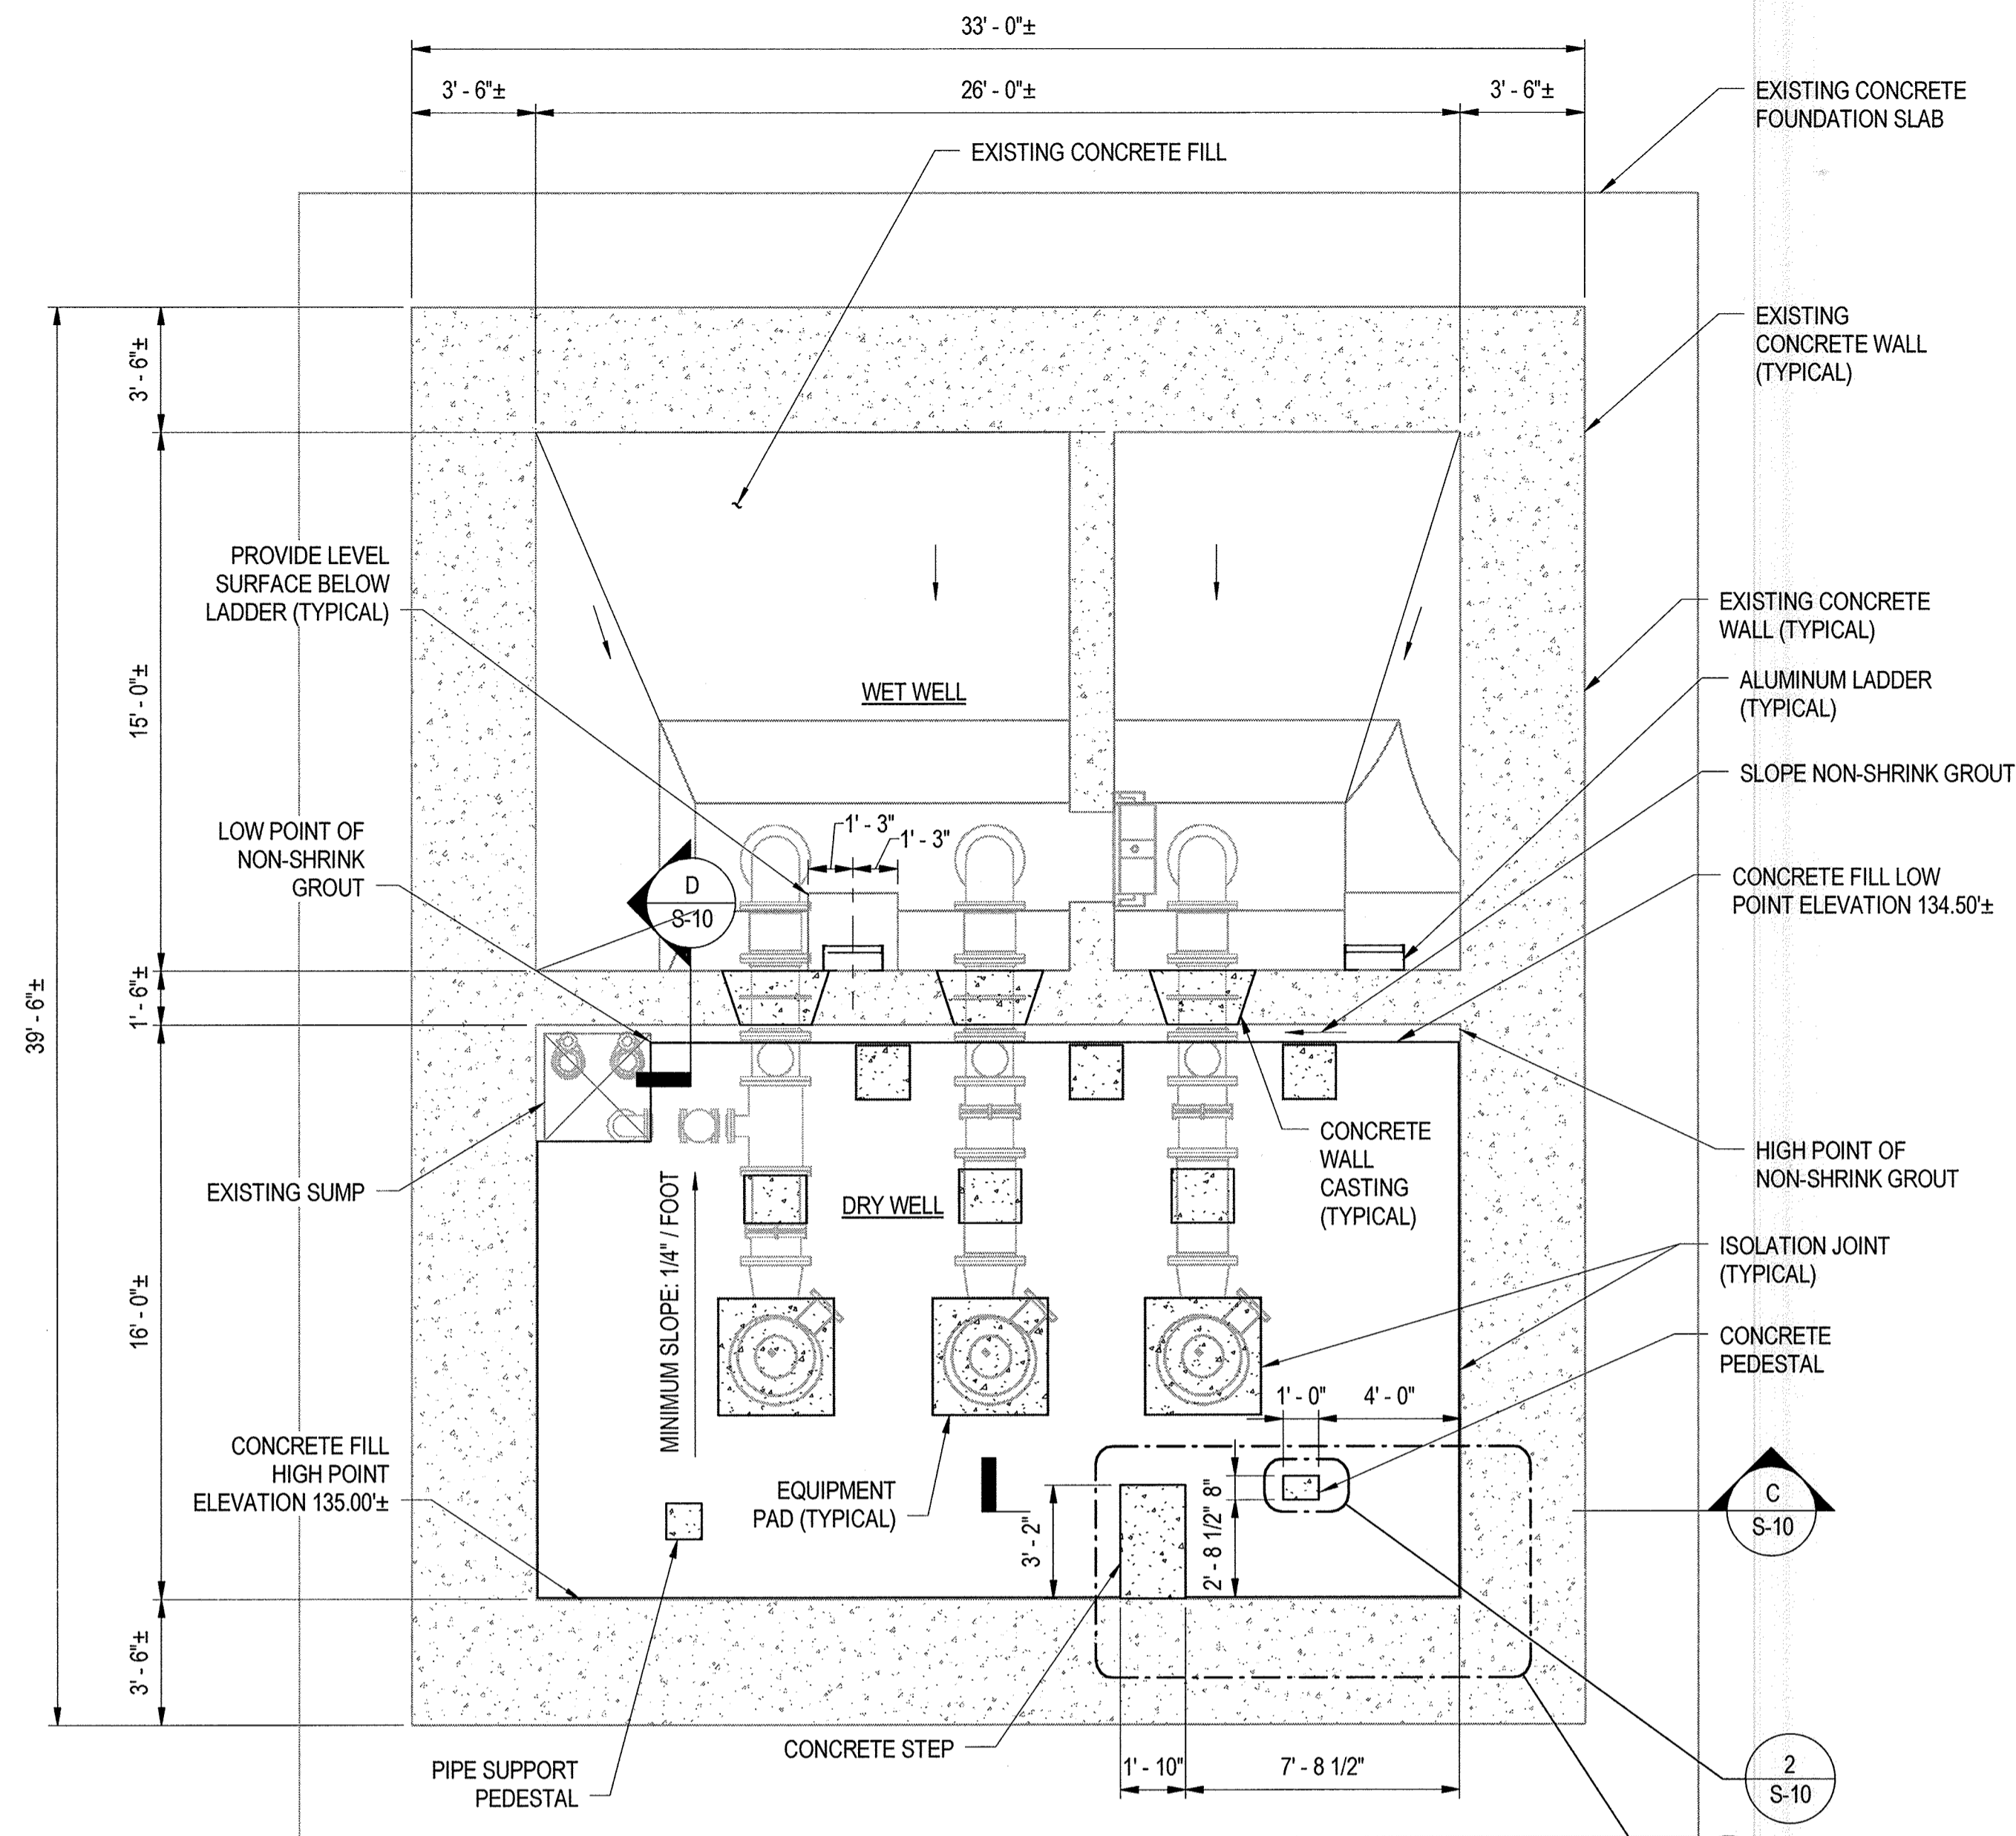 33' - 0"±
3' - 6"±
26' - 0"±
3' - 6"±
EXISTING CONCRETE
FOUNDATION SLAB
EXISTING CONCRETE FILL
EXISTING
CONCRETE WALL
(TYPICAL)
3' - 6"±
PROVIDE LEVEL
SURFACE BELOW
LADDER (TYPICAL)
EXISTING CONCRETE
WALL (TYPICAL)
15' - 0"±
WET WELL
ALUMINUM LADDER
(TYPICAL)
SLOPE NON-SHRINK GROUT
LOW POINT OF
NON-SHRINK
GROUT
1' - 3"
1' - 3"
D
S-10
CONCRETE FILL LOW
POINT ELEVATION 134.50'±
39' - 6"±
1' - 6"±
CONCRETE
WALL
CASTING
(TYPICAL)
HIGH POINT OF
NON-SHRINK GROUT
EXISTING SUMP
DRY WELL
MINIMUM SLOPE: 1/4" / FOOT
ISOLATION JOINT
(TYPICAL)
16' - 0"±
CONCRETE
PEDESTAL
1' - 0"
4' - 0"
CONCRETE FILL
HIGH POINT
ELEVATION 135.00'±
EQUIPMENT
PAD (TYPICAL)
3' - 2"
8"
2' - 8 1/2"
C
S-10
3' - 6"±
CONCRETE STEP
PIPE SUPPORT
PEDESTAL
1' - 10"
7' - 8 1/2"
2
S-10